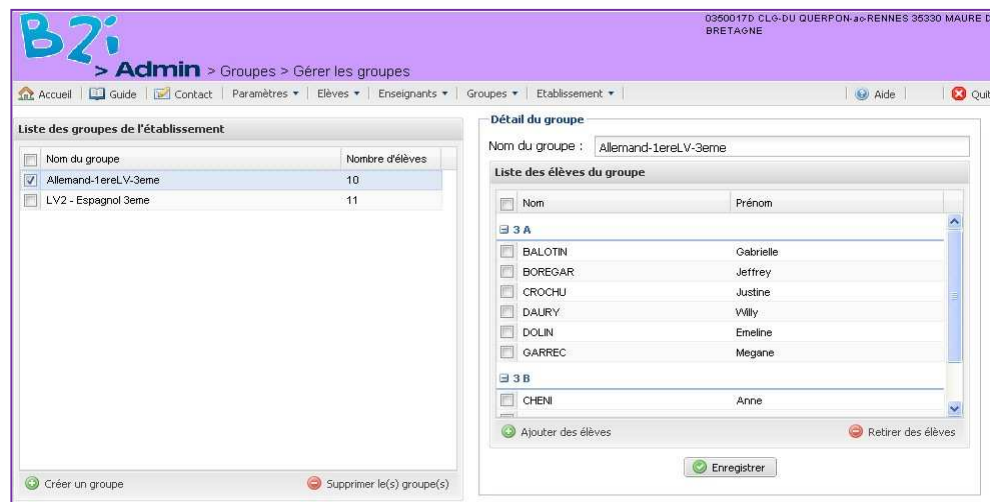 0350017D CLG-DU QUERPON-ac-RENNES 35330 MAURE D
BRETAGNE
B2i
> Admin > Groupes > Gérer les groupes
Accueil Guide Contact Paramètres Elèves Enseignants Groupes Etablissement Aide Quit
Liste des groupes de l'établissement
Nom du groupe Nombre d'élèves
Allemand-1ereLV-3eme 10
LV2 - Espagnol 3eme 11
Créer un groupe Supprimer le(s) groupe(s)
Détail du groupe
Nom du groupe : Allemand-1ereLV-3eme
Liste des élèves du groupe
Nom Prénom
3 A
BALOTIN Gabrielle
BOREGAR Jeffrey
CROCHU Justine
DAURY Willy
DOLIN Emeline
GARREC Megane
3 B
CHENI Anne
Ajouter des élèves Retirer des élèves
Enregistrer